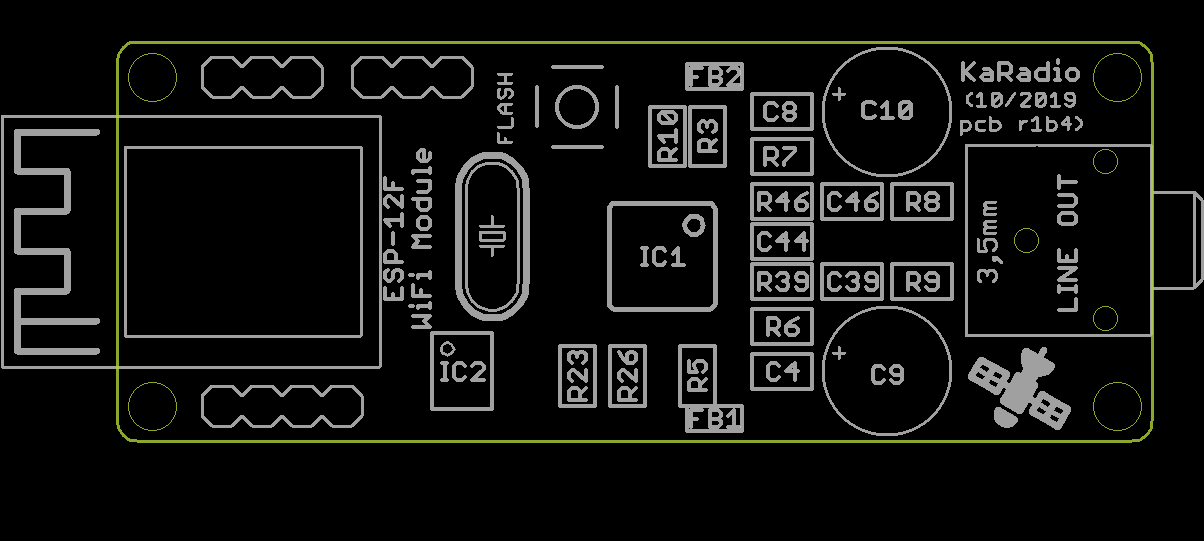 FB2
KaRadio
(10/2019
pcb r1b4)
FLASH
C8
C10
R10
R3
R7
ESP-12F
WiFi Module
R46
C46
R8
IC1
C44
3,5mm
LINE OUT
R39
C39
R9
R6
IC2
R23
R26
R5
C4
C9
FB1